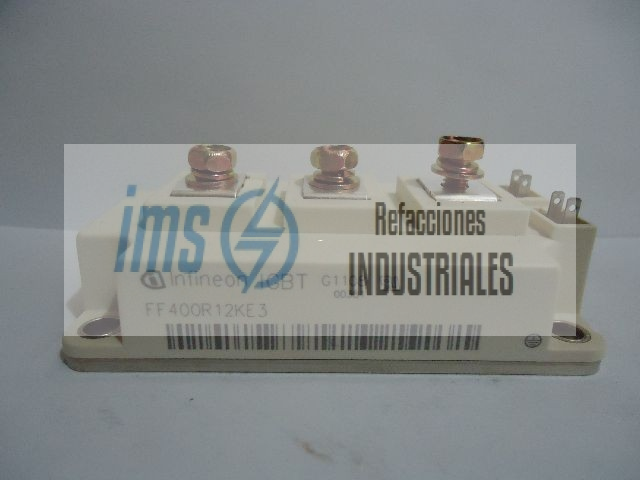 ims
Refacciones
INDUSTRIALES
Infineon IGBT
FF400R12KE3